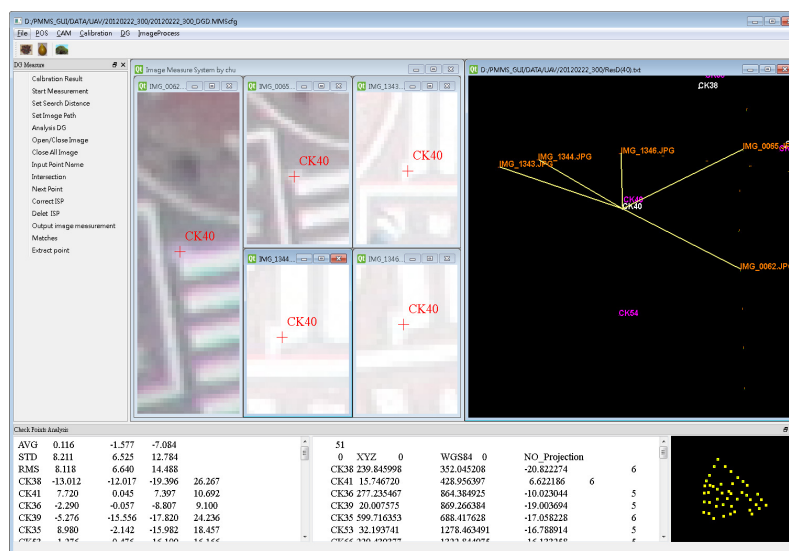 D:/PMMS_GUI/DATA/UAV/20120222_300/20120222_300_DGD.MMScfg
File POS CAM Calibration DG ImageProcess
DG Measure
Calibration Result
Start Measurement
Set Search Distance
Set Image Path
Analysis DG
Open/Close Image
Close All Image
Input Point Name
Intersection
Next Point
Correct ISP
Delet ISP
Output image measurement
Matches
Extract point
Image Measure System by chu
IMG_0062...
CK40
IMG_0065...
CK40
IMG_1343...
CK40
IMG_1344...
CK40
IMG_1346...
CK40
D:/PMMS_GUI/DATA/UAV/20120222_300/ResD(40).txt
CK38
IMG_1343.JPG
IMG_1344.JPG
IMG_1346.JPG
IMG_0065.
CK40
CK40
IMG_0062.JP
CK54
Check Points Analysis
AVG 0.116 -1.577 -7.084
STD 8.211 6.525 12.784
RMS 8.118 6.640 14.488
CK38 -13.012 -12.017 -19.396 26.267
CK41 7.720 0.045 7.397 10.692
CK36 -2.290 -0.057 -8.807 9.100
CK39 -5.276 -15.556 -17.820 24.236
CK35 8.980 -2.142 -15.982 18.457
51
0 XYZ 0 WGS84 0 NO_Projection
CK38 239.845998 352.045208 -20.822274 6
CK41 15.746720 428.956397 6.622186 6
CK36 277.235467 864.384925 -10.023044 5
CK39 20.007575 869.266384 -19.003694 5
CK35 599.716353 688.417628 -17.058228 6
CK53 32.193741 1278.463491 -16.788914 5